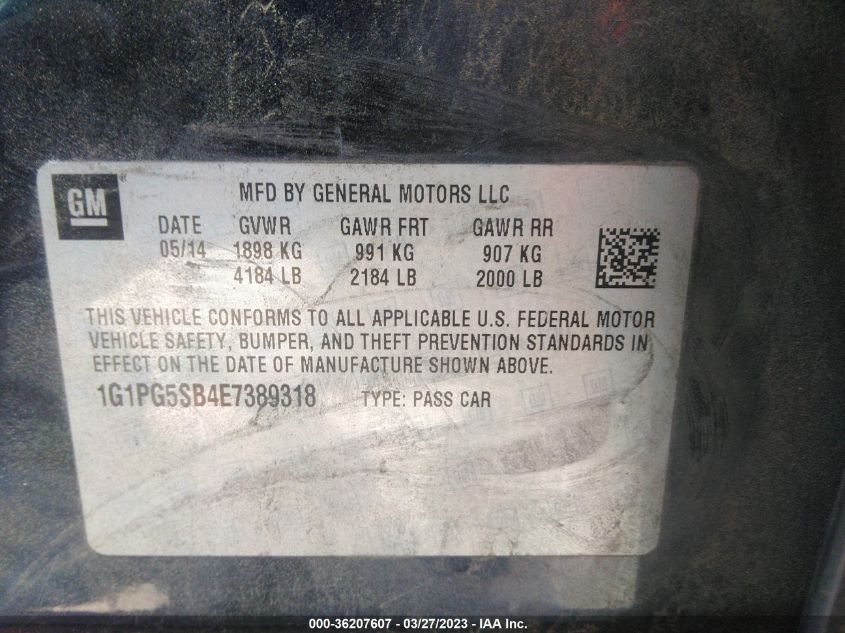 GM
MFD BY GENERAL MOTORS LLC
DATE GVWR GAWR FRT GAWR RR
05/14 1898 KG 991 KG 907 KG
4184 LB 2184 LB 2000 LB
THIS VEHICLE CONFORMS TO ALL APPLICABLE U.S. FEDERAL MOTOR
VEHICLE SAFETY, BUMPER, AND THEFT PREVENTION STANDARDS IN
EFFECT ON THE DATE OF MANUFACTURE SHOWN ABOVE.
1G1PG5SB4E7389318 TYPE: PASS CAR
000-36207607 - 03/27/2023 - IAA Inc.